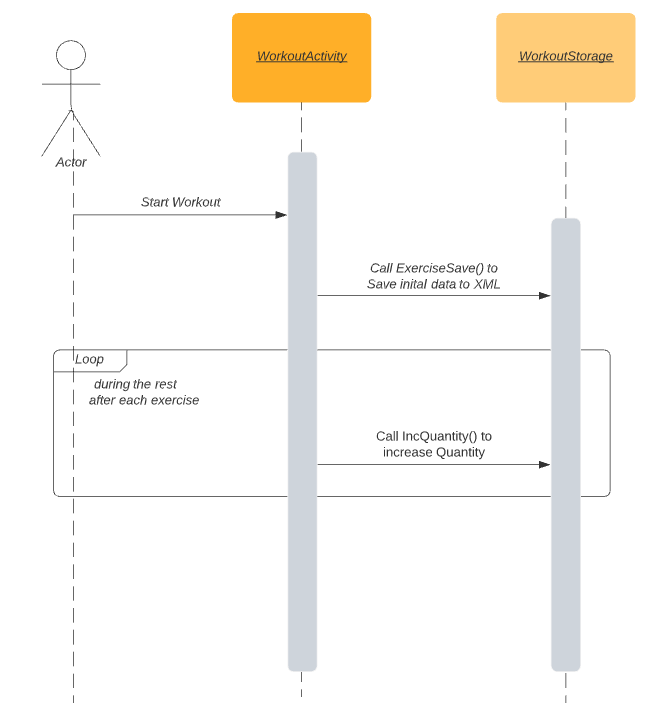 WorkoutActivity
WorkoutStorage
Actor
Start Workout
Call ExerciseSave() to
Save inital data to XML
Loop
during the rest
after each exercise
Call IncQuantity() to
increase Quantity